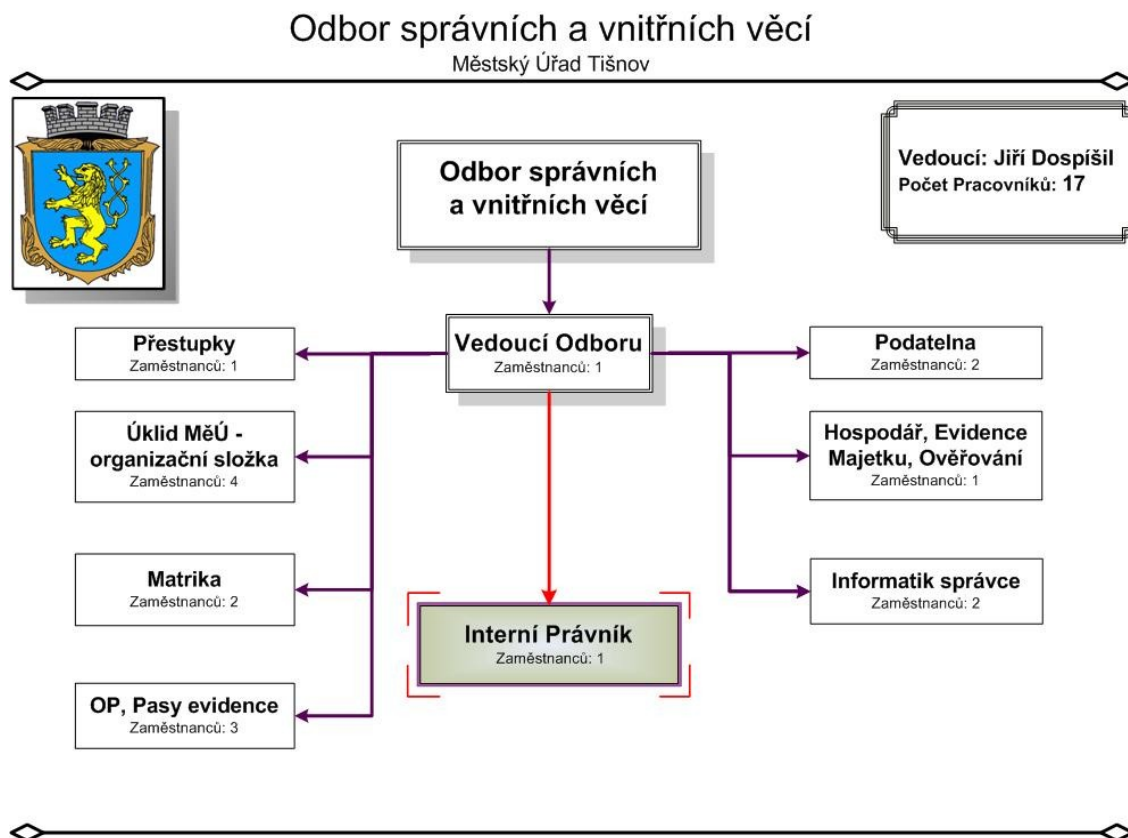 Odbor správních a vnitřních věcí
Městský Úřad Tišnov
Vedoucí: Jiří Dospíšil
Počet Pracovníků: 17
Odbor správních
a vnitřních věcí
Vedoucí Odboru
Zaměstnanců: 1
Přestupky
Zaměstnanců: 1
Úklid MěÚ -
organizační složka
Zaměstnanců: 4
Matrika
Zaměstnanců: 2
OP, Pasy evidence
Zaměstnanců: 3
Interní Právník
Zaměstnanců: 1
Podatelna
Zaměstnanců: 2
Hospodář, Evidence
Majetku, Ověřování
Zaměstnanců: 1
Informatik správce
Zaměstnanců: 2